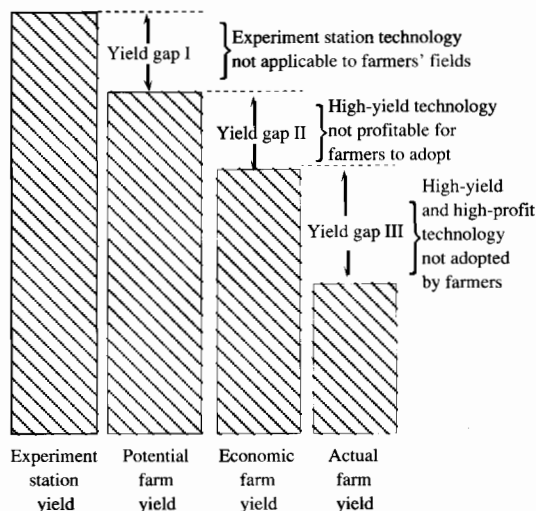 Yield gap I
Experiment station technology
not applicable to farmers' fields
Yield gap II
High-yield technology
not profitable for
farmers to adopt
Yield gap III
High-yield
and high-profit
technology
not adopted
by farmers
Experiment
station
yield
Potential
farm
yield
Economic
farm
yield
Actual
farm
yield